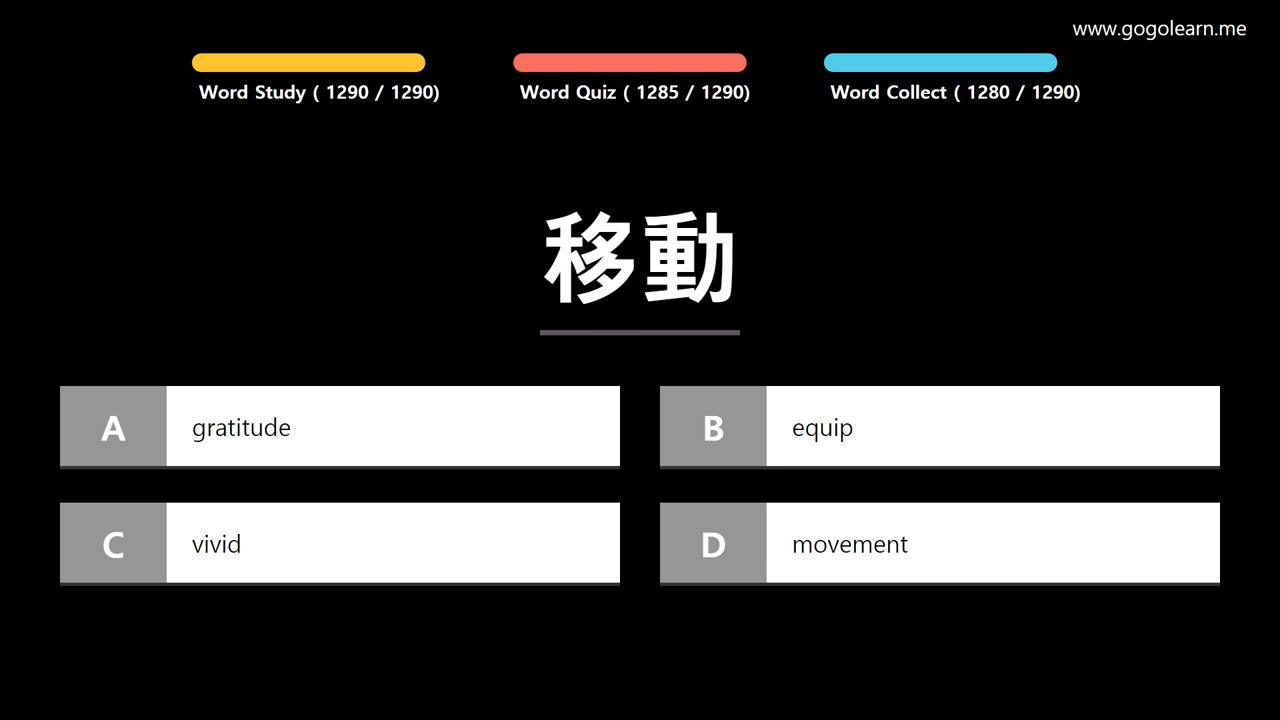 www.gogolearn.me
Word Study ( 1290 / 1290)
Word Quiz ( 1285 / 1290)
Word Collect ( 1280 / 1290)
移動
A gratitude
B equip
C vivid
D movement